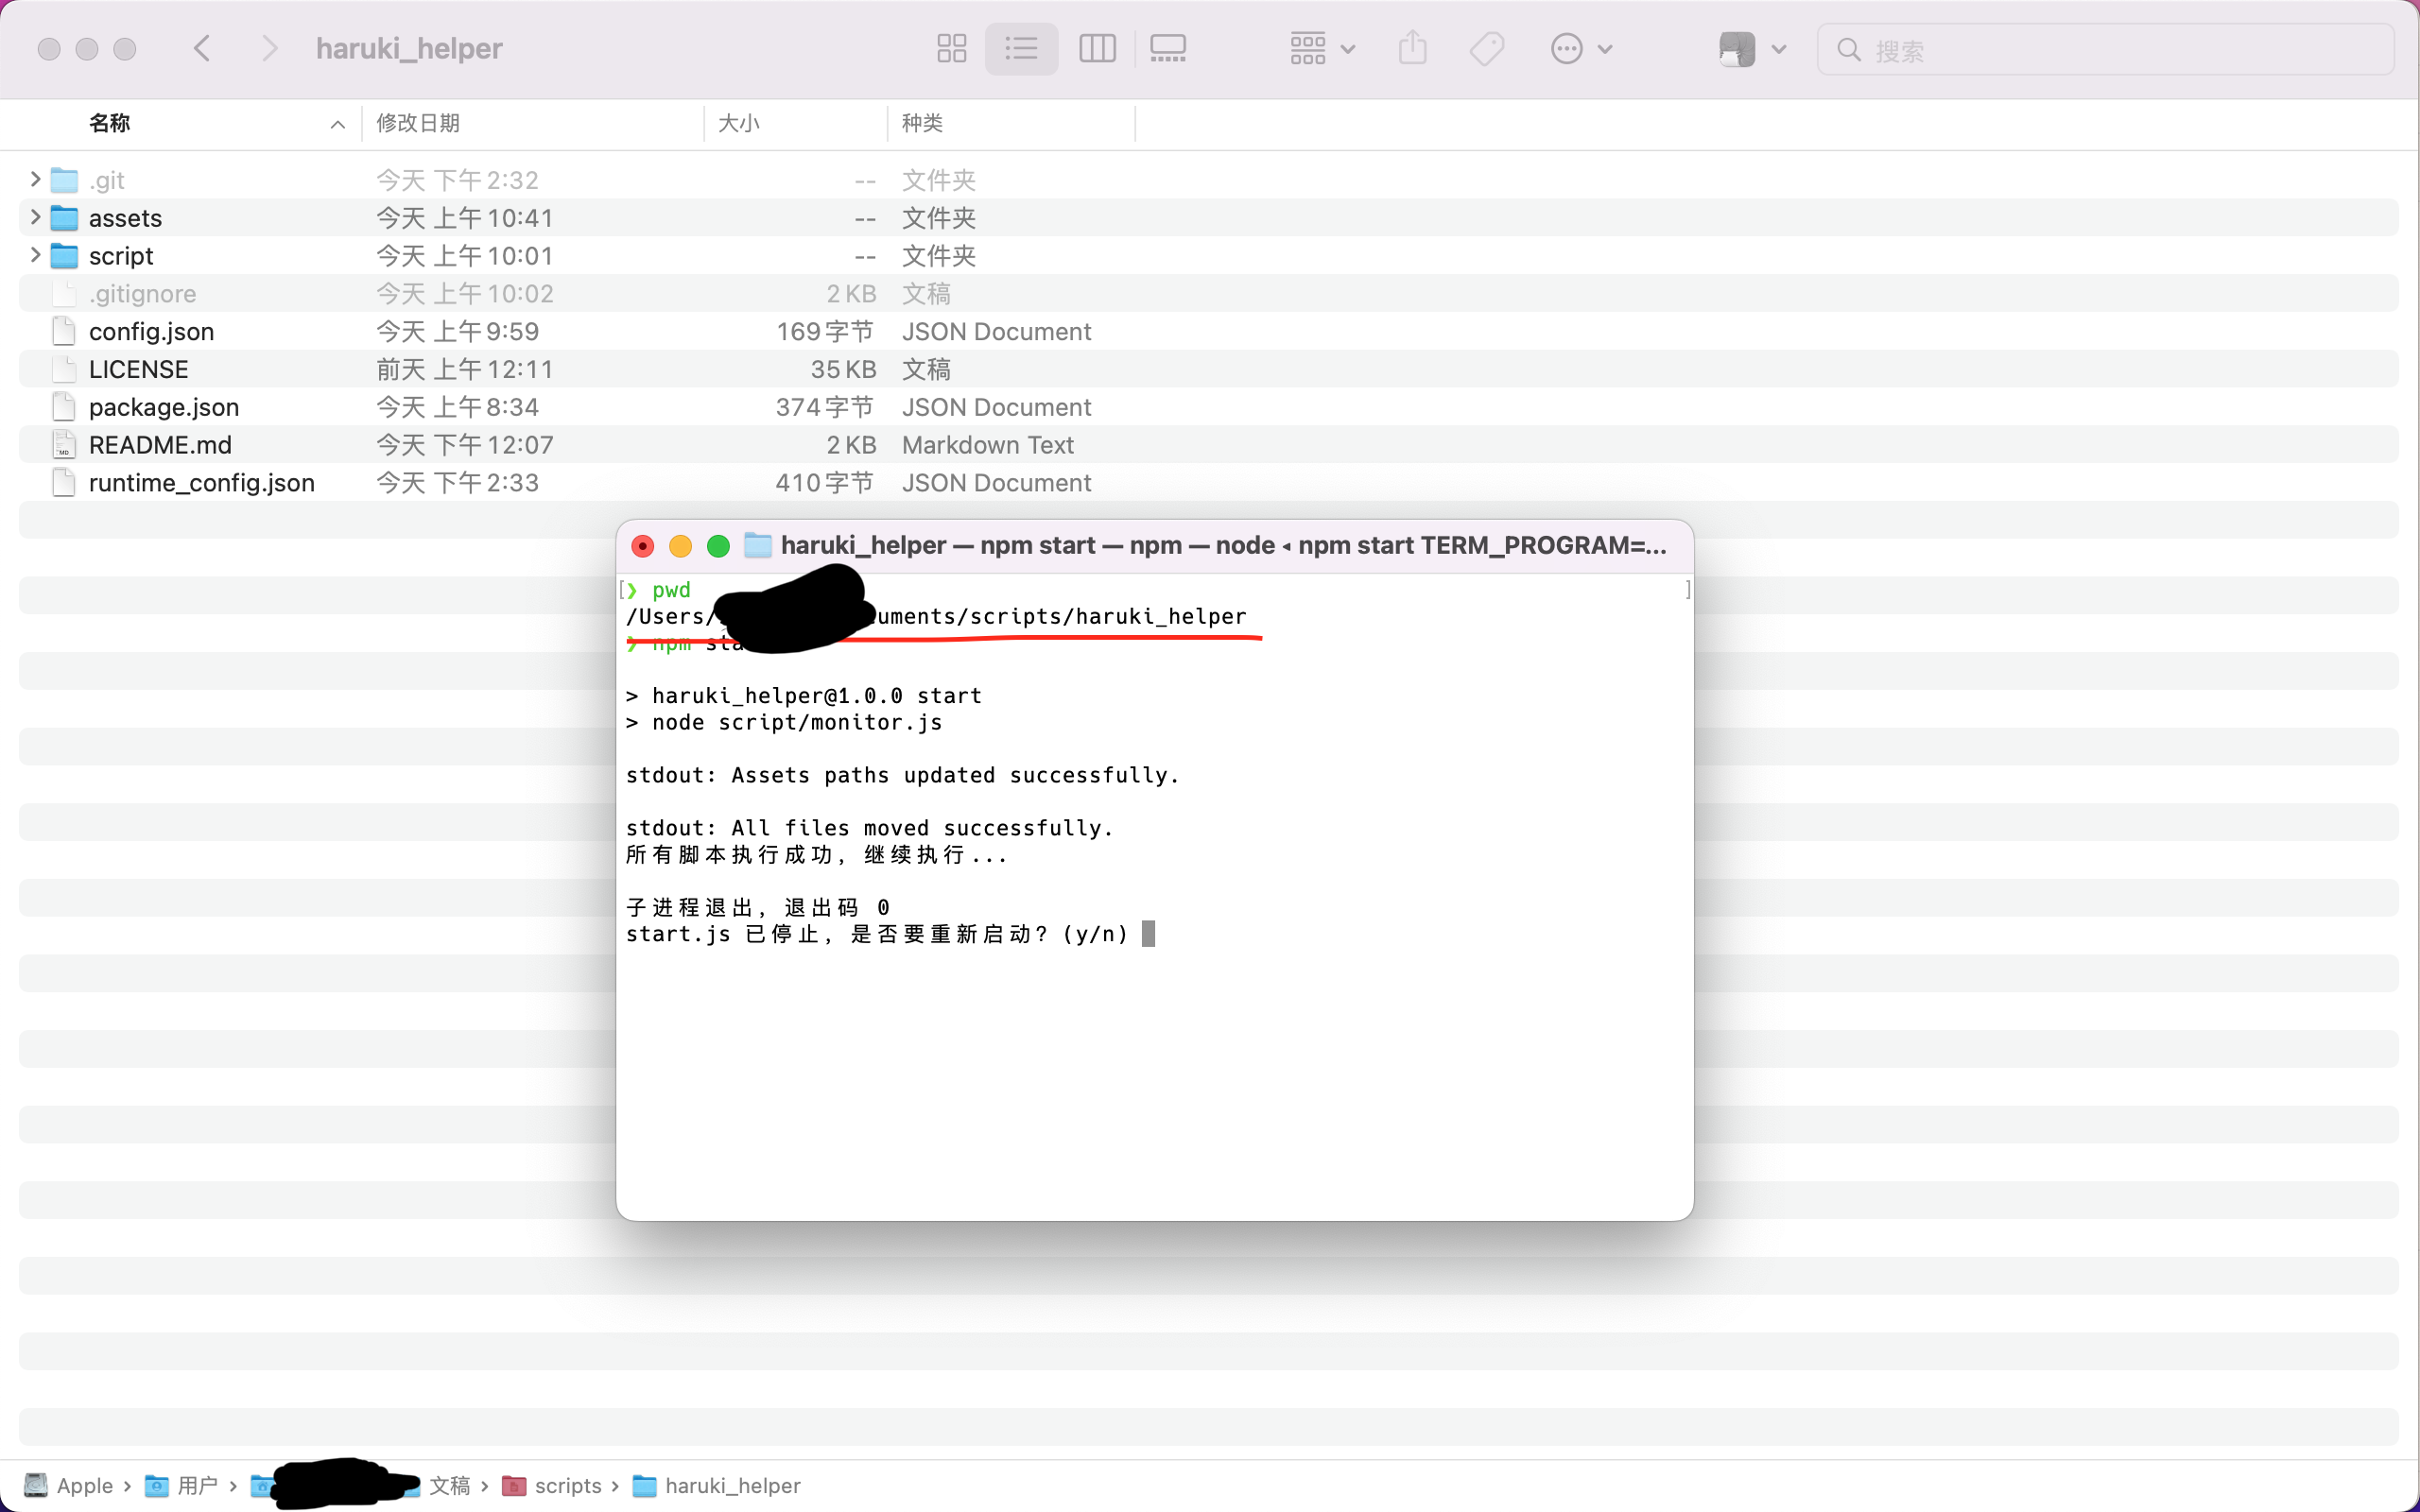 haruki_helper
搜索
名称 修改日期 大小 种类
.git 今天 下午2:32 -- 文件夹
assets 今天 上午10:41 -- 文件夹
script 今天 上午10:01 -- 文件夹
.gitignore 今天 上午10:02 2 KB 文稿
config.json 今天 上午9:59 169字节 JSON Document
LICENSE 前天 上午12:11 35 KB 文稿
package.json 今天 上午8:34 374字节 JSON Document
README.md 今天 下午12:07 2 KB Markdown Text
runtime_config.json 今天 下午2:33 410字节 JSON Document
haruki_helper — npm start — npm — node ◂ npm start TERM_PROGRAM=...
[❯ pwd ]
/Users/ uments/scripts/haruki_helper
❯ npm sta
> haruki_helper@1.0.0 start
> node script/monitor.js
stdout: Assets paths updated successfully.
stdout: All files moved successfully.
所有脚本执行成功，继续执行...
子进程退出，退出码 0
start.js 已停止，是否要重新启动？(y/n)
Apple › 用户 › 文稿 › scripts › haruki_helper